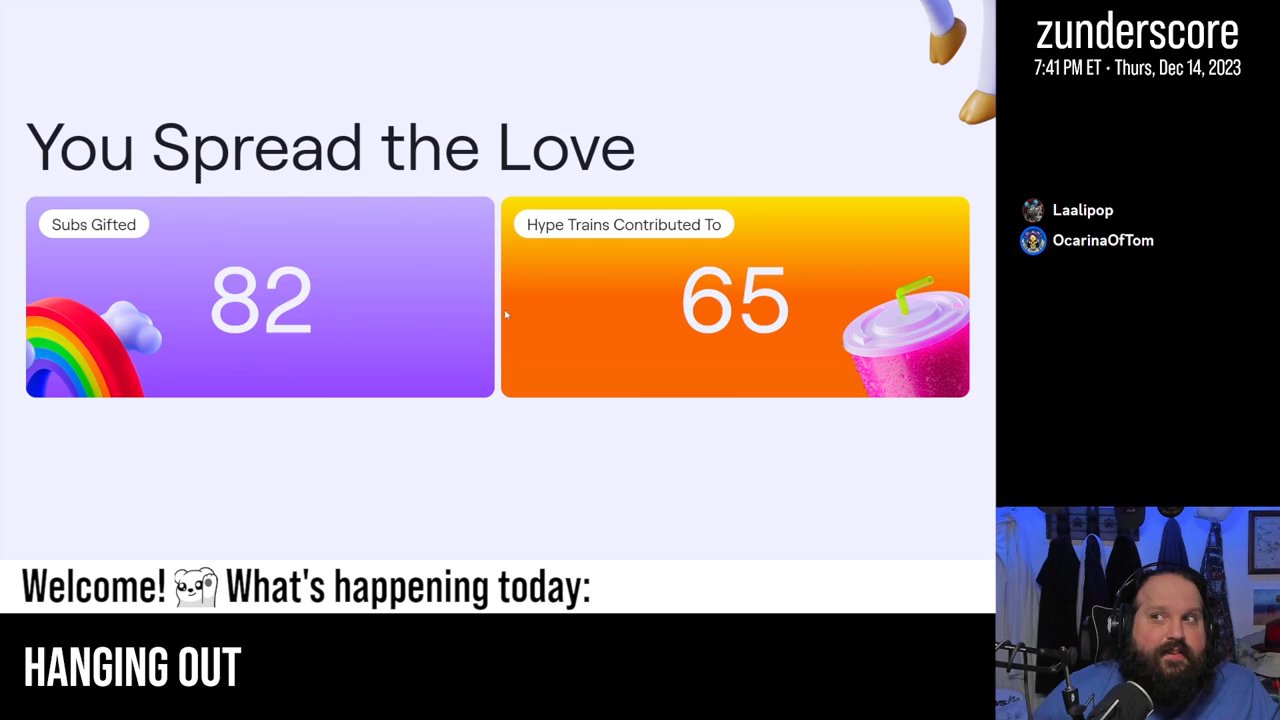 zunderscore
7:41 PM ET • Thurs, Dec 14, 2023
You Spread the Love
Subs Gifted
82
Hype Trains Contributed To
65
Laalipop
OcarinaOfTom
Welcome! What's happening today:
HANGING OUT